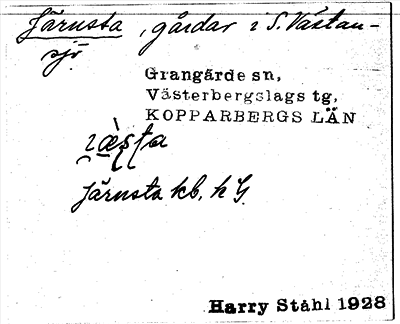 Järnsta, gårdar i S. Västan-
sjö
Grangärde sn,
Västerbergslags tg,
KOPPARBERGS LÄN
Järnsta kb, h G.
Harry Ståhl 1928